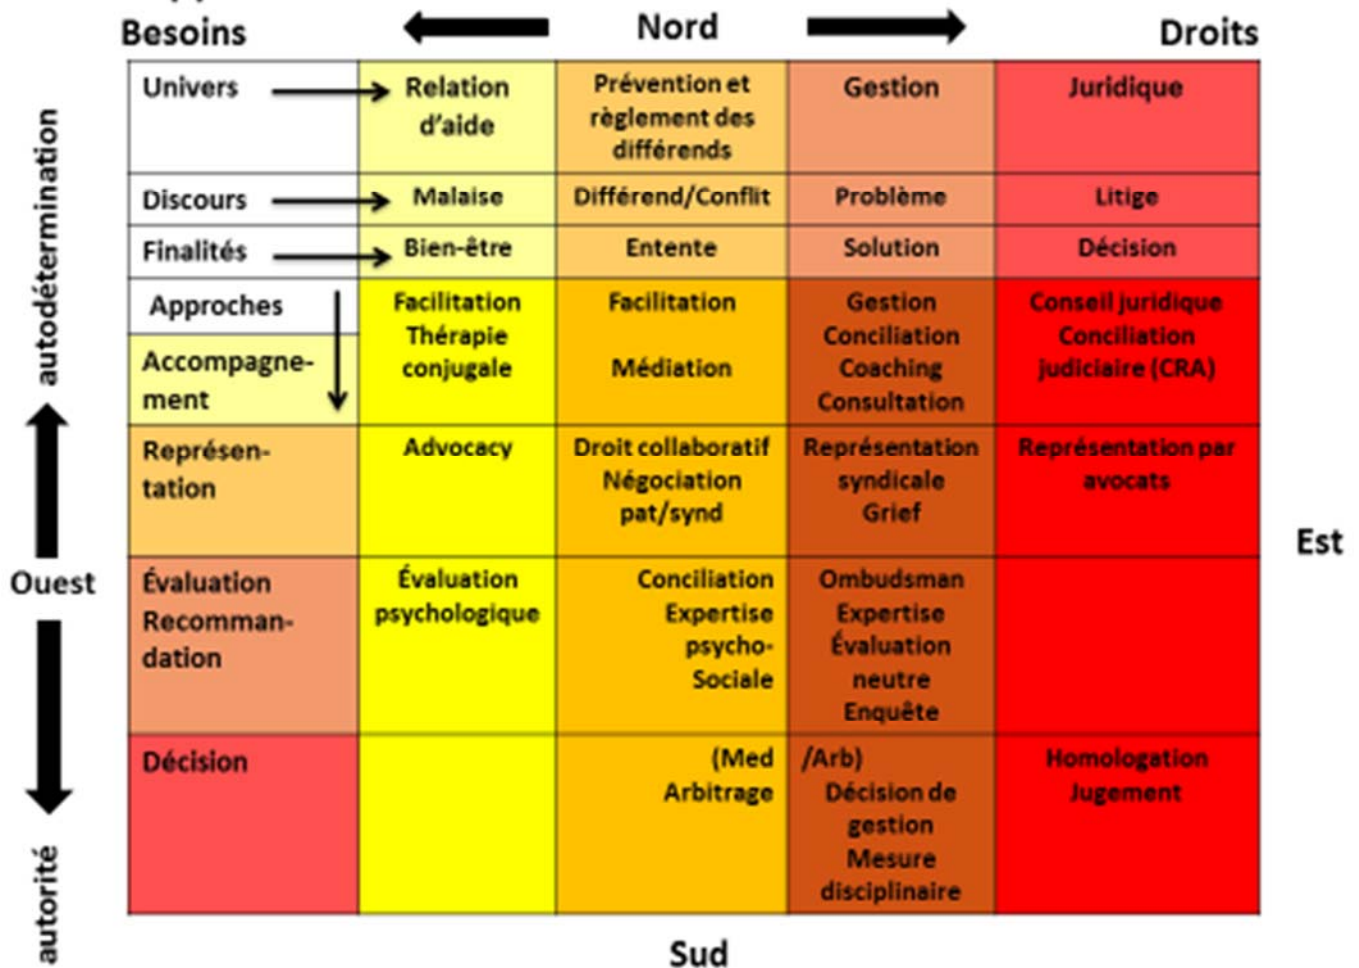 Besoins
Nord
Droits
Univers
Relation
d'aide
Prévention et
règlement des
différends
Gestion
Juridique
Discours
Malaise
Différend/Conflit
Problème
Litige
Finalités
Bien-être
Entente
Solution
Décision
Approches
Accompagne-
ment
Facilitation
Thérapie
conjugale
Facilitation
Médiation
Gestion
Conciliation
Coaching
Consultation
Conseil juridique
Conciliation
judiciaire (CRA)
Représen-
tation
Advocacy
Droit collaboratif
Négociation
pat/synd
Représentation
syndicale
Grief
Représentation par
avocats
Évaluation
Recomman-
dation
Évaluation
psychologique
Conciliation
Expertise
psycho-
Sociale
Ombudsman
Expertise
Évaluation
neutre
Enquête
Décision
(Med
Arbitrage
/Arb)
Décision de
gestion
Mesure
disciplinaire
Homologation
Jugement
autodétermination
Ouest
autorité
Est
Sud